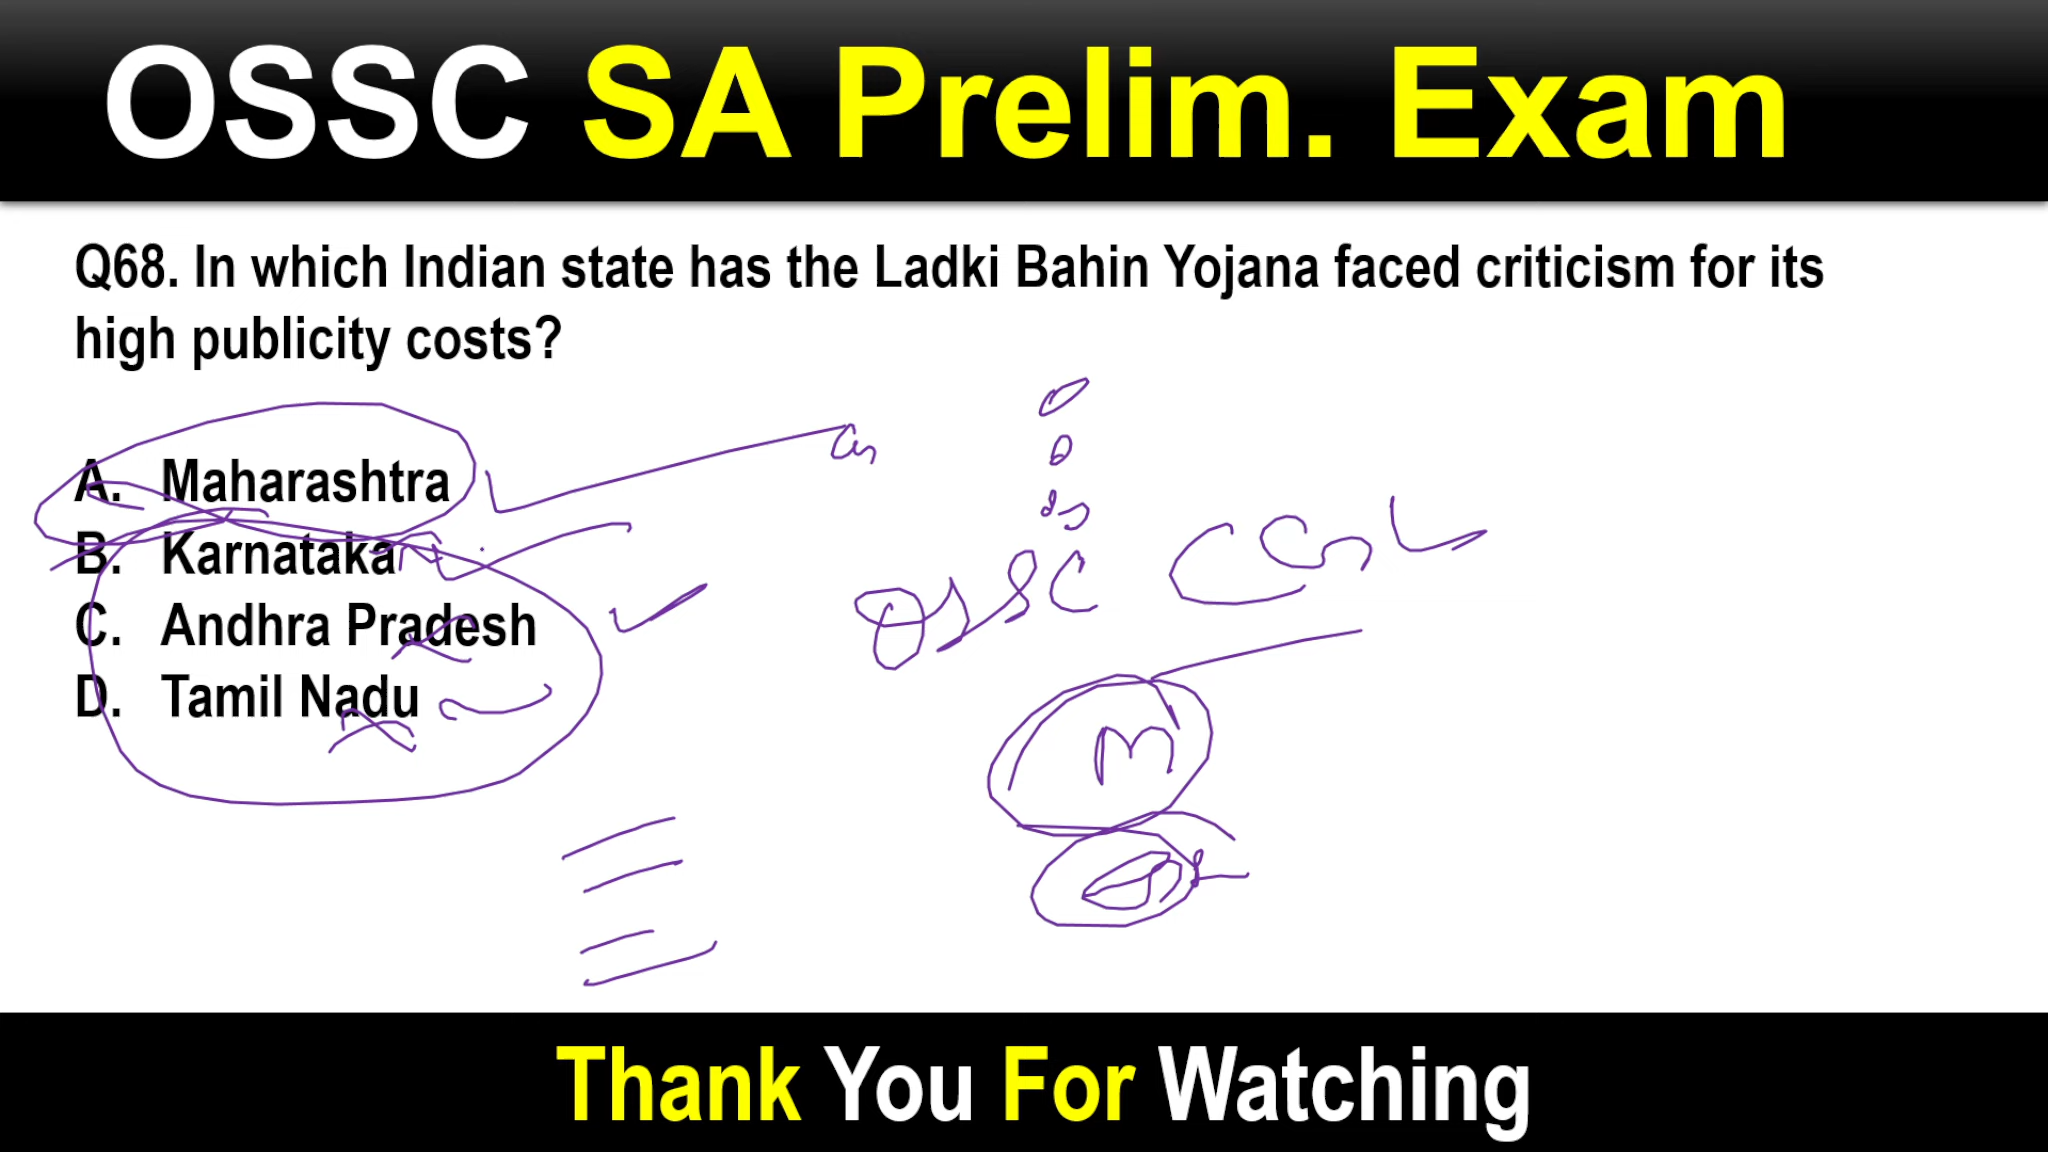 OSSC SA Prelim. Exam
Q68. In which Indian state has the Ladki Bahin Yojana faced criticism for its
high publicity costs?
A. Maharashtra
B. Karnataka
C. Andhra Pradesh
D. Tamil Nadu
OSSC CGL
M
Thank You For Watching